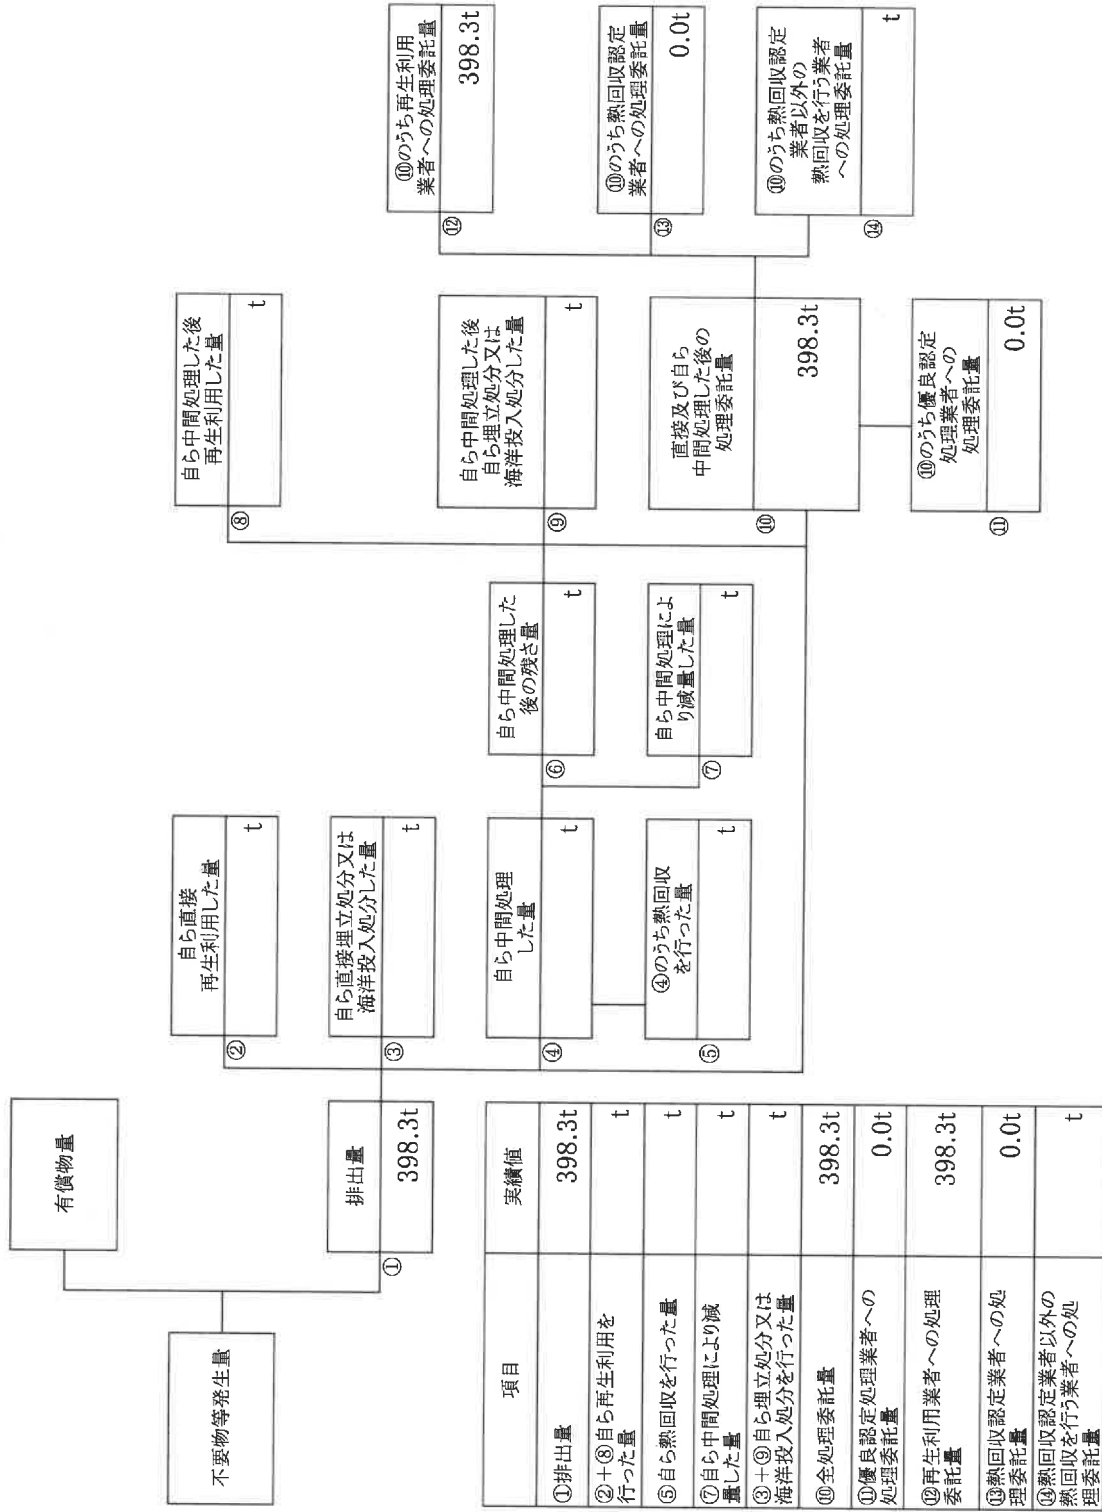 不要物等発生量
有償物量
①
排出量
398.3t
②
自ら直接
再生利用した量
t
③
自ら直接埋立処分又は
海洋投入処分した量
t
④
自ら中間処理
した量
t
⑤
④のうち熱回収
を行った量
t
⑥
自ら中間処理した
後の残さ量
t
⑦
自ら中間処理によ
り減量した量
t
⑧
自ら中間処理した後
再生利用した量
t
⑨
自ら中間処理した後
自ら埋立処分又は
海洋投入処分した量
t
⑩
直接及び自ら
中間処理した後の
処理委託量
398.3t
⑪
⑩のうち優良認定
処理業者への
処理委託量
0.0t
⑫
⑩のうち再生利用
業者への処理委託量
398.3t
⑬
⑩のうち熱回収認定
業者への処理委託量
0.0t
⑭
⑩のうち熱回収認定
業者以外の
熱回収を行う業者
への処理委託量
t
項目 実績値
①排出量 398.3t
②+⑧自ら再生利用を
行った量 t
⑤自ら熱回収を行った量 t
⑦自ら中間処理により減
量した量 t
③+⑨自ら埋立処分又は
海洋投入処分を行った量 t
⑩全処理委託量 398.3t
⑪優良認定処理業者への
処理委託量 0.0t
⑫再生利用業者への処理
委託量 398.3t
⑬熱回収認定業者への処
理委託量 0.0t
⑭熱回収認定業者以外の
熱回収を行う業者への処
理委託量 t